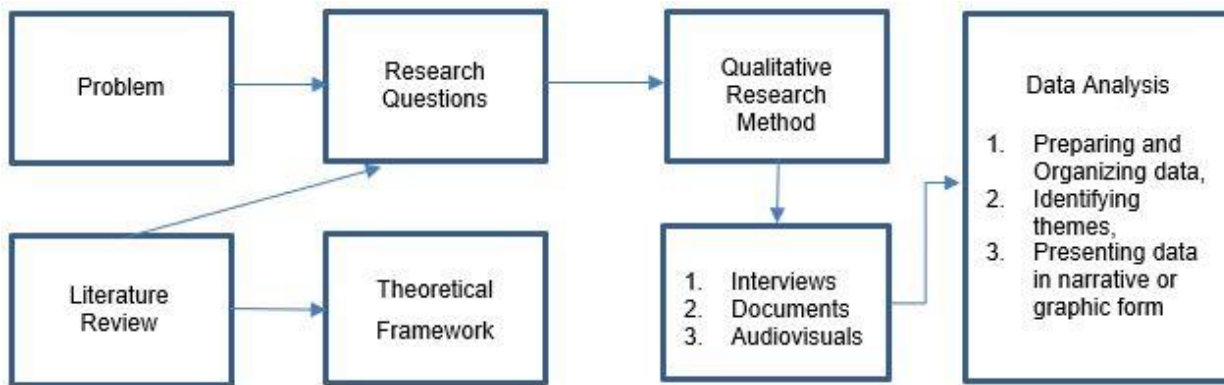 Problem
Research
Questions
Qualitative
Research
Method
Data Analysis
1. Preparing and
Organizing data,
2. Identifying
themes,
3. Presenting data
in narrative or
graphic form
Literature
Review
Theoretical
Framework
1. Interviews
2. Documents
3. Audiovisuals